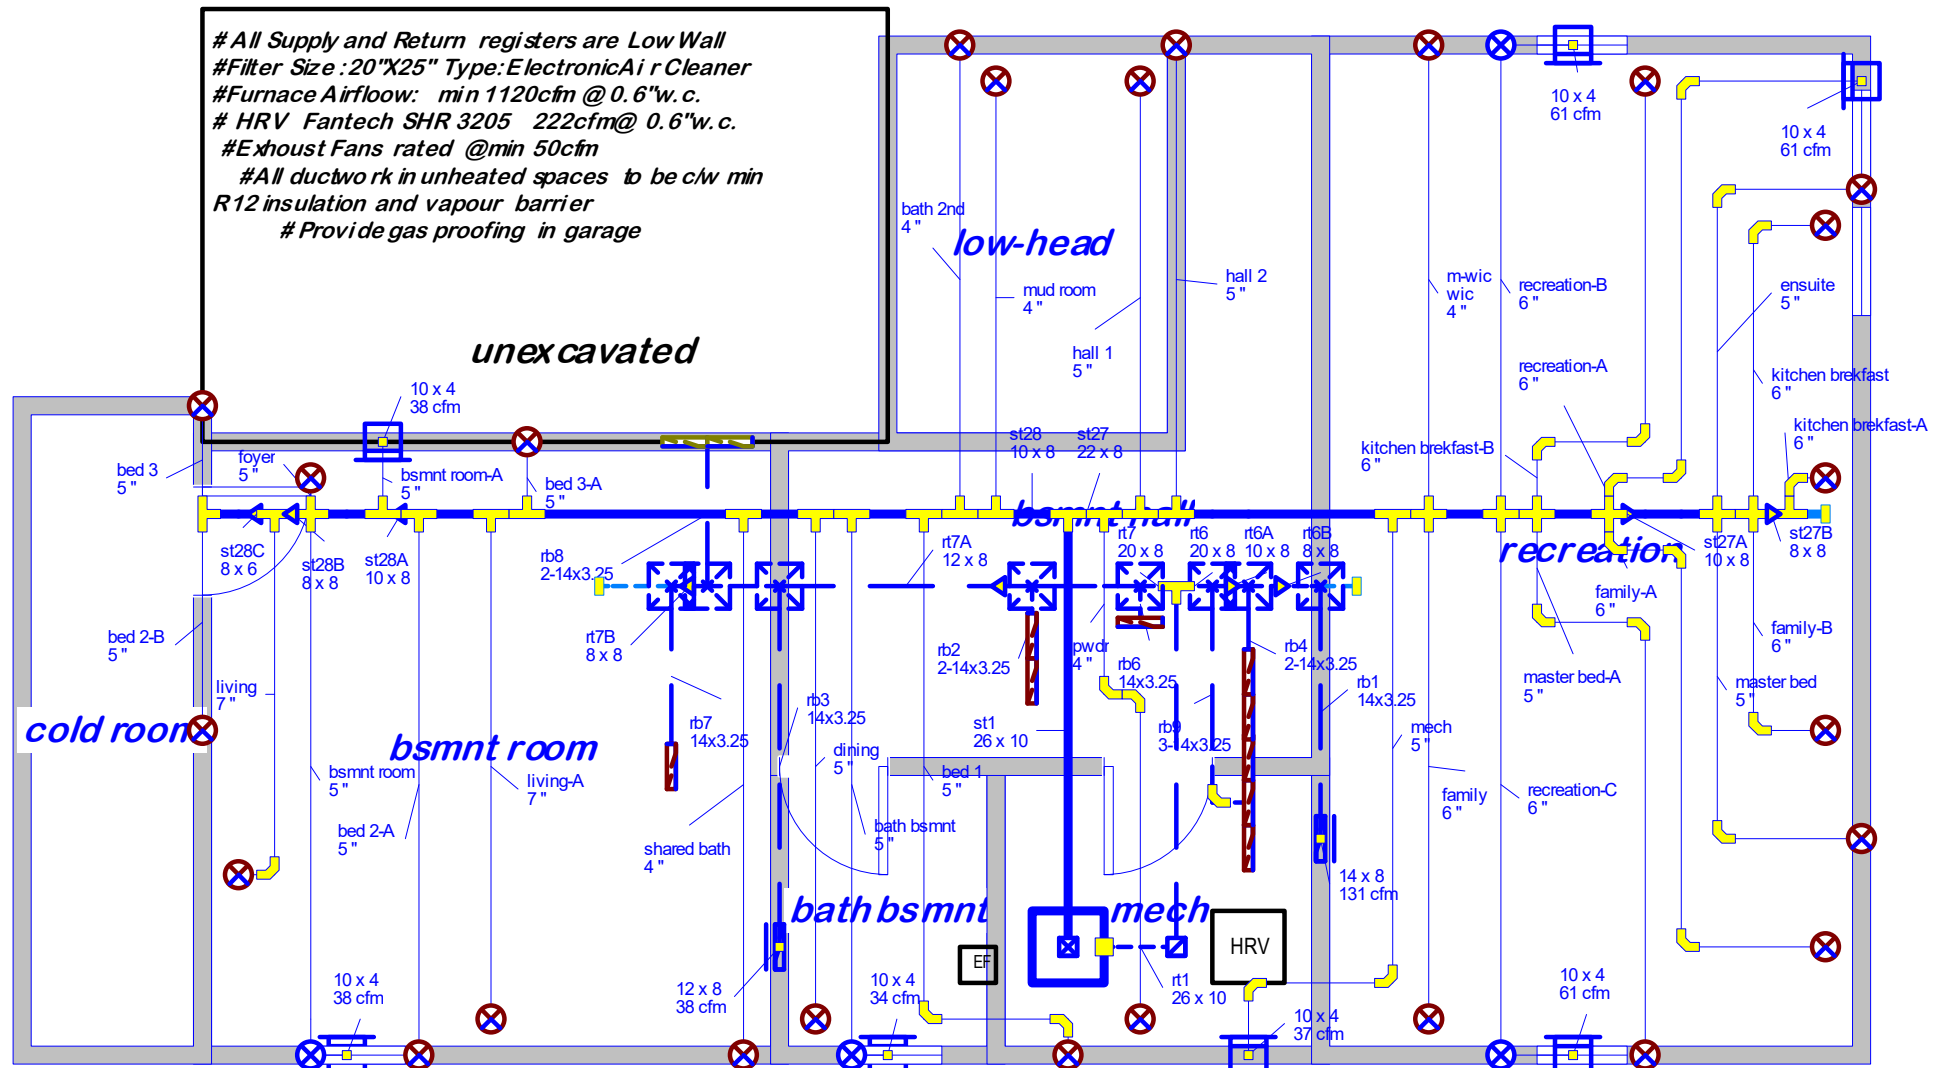 # All Supply and Return registers are Low Wall
#Filter Size :20"X25" Type:ElectronicAir Cleaner
#Furnace Airfloow: min 1120cfm @ 0.6"w.c.
# HRV Fantech SHR 3205 222cfm@ 0.6"w.c.
#Exhoust Fans rated @min 50cfm
#All ductwork in unheated spaces to be c/w min
R12 insulation and vapour barrier
# Provide gas proofing in garage
unexcavated
low-head
bath 2nd
4 "
mud room
4 "
hall 1
5 "
hall 2
5 "
10 x 4
61 cfm
10 x 4
61 cfm
m-wic
wic
4 "
recreation-B
6 "
ensuite
5 "
recreation-A
6 "
kitchen brekfast
6 "
kitchen brekfast-A
6 "
kitchen brekfast-B
6 "
10 x 4
38 cfm
bed 3
5 "
foyer
5 "
bsmnt room-A
5 "
bed 3-A
5 "
st28
10 x 8
st27
22 x 8
bsmnt hall
recreation
st28C
8 x 6
st28B
8 x 8
st28A
10 x 8
rb8
2-14x3.25
rt7A
12 x 8
rt7
20 x 8
rt6
20 x 8
rt6A
10 x 8
rt6B
8 x 8
st27A
10 x 8
st27B
8 x 8
family-A
6 "
family-B
6 "
bed 2-B
5 "
rt7B
8 x 8
rb2
2-14x3.25
pwdr
4 "
rb6
14x3.25
rb4
2-14x3.25
rb1
14x3.25
master bed-A
5 "
master bed
5 "
living
7 "
rb7
14x3.25
rb3
14x3.25
st1
26 x 10
rb9
3-14x3.25
mech
5 "
cold room
bsmnt room
bsmnt room
5 "
living-A
7 "
dining
5 "
bed 1
5 "
family
6 "
recreation-C
6 "
bed 2-A
5 "
shared bath
4 "
bath bsmnt
5 "
14 x 8
131 cfm
bath bsmnt
mech
HRV
EF
10 x 4
38 cfm
12 x 8
38 cfm
10 x 4
34 cfm
rt1
26 x 10
10 x 4
37 cfm
10 x 4
61 cfm